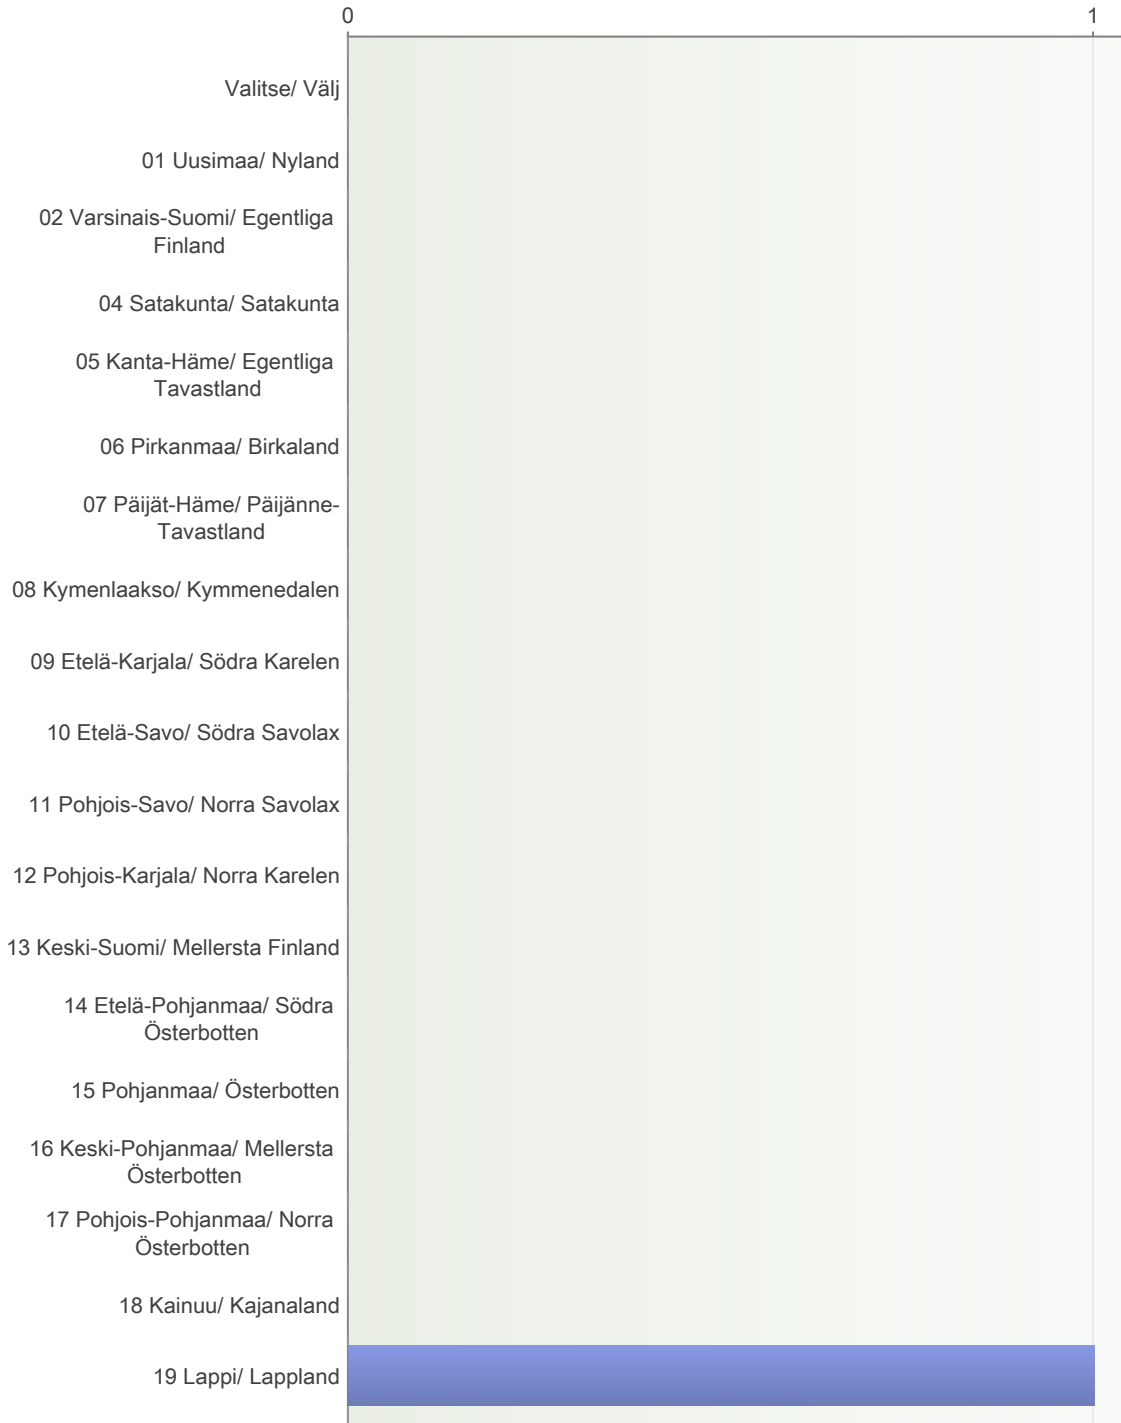 0 1
Valitse/ Välj
01 Uusimaa/ Nyland
02 Varsinais-Suomi/ Egentliga
Finland
04 Satakunta/ Satakunta
05 Kanta-Häme/ Egentliga
Tavastland
06 Pirkanmaa/ Birkaland
07 Päijät-Häme/ Päijänne-
Tavastland
08 Kymenlaakso/ Kymmenedalen
09 Etelä-Karjala/ Södra Karelen
10 Etelä-Savo/ Södra Savolax
11 Pohjois-Savo/ Norra Savolax
12 Pohjois-Karjala/ Norra Karelen
13 Keski-Suomi/ Mellersta Finland
14 Etelä-Pohjanmaa/ Södra
Österbotten
15 Pohjanmaa/ Österbotten
16 Keski-Pohjanmaa/ Mellersta
Österbotten
17 Pohjois-Pohjanmaa/ Norra
Österbotten
18 Kainuu/ Kajanaland
19 Lappi/ Lappland